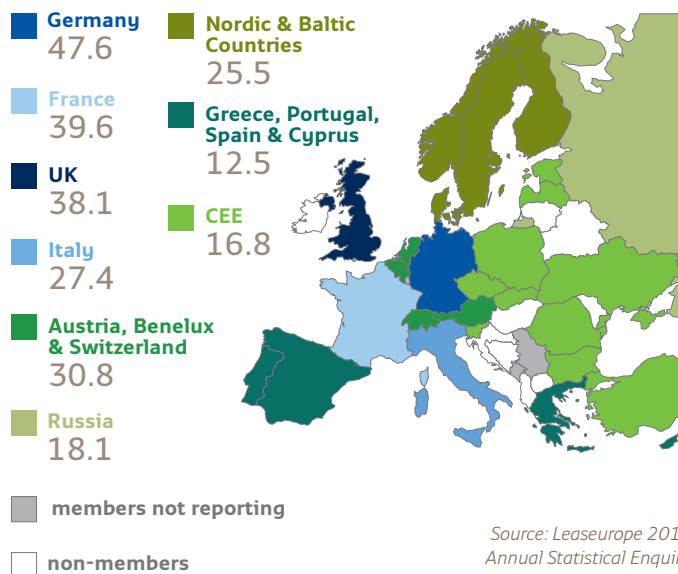 Germany
47.6
France
39.6
UK
38.1
Italy
27.4
Austria, Benelux
& Switzerland
30.8
Russia
18.1
Nordic & Baltic
Countries
25.5
Greece, Portugal,
Spain & Cyprus
12.5
CEE
16.8
members not reporting
non-members
Source: Leaseurope 201
Annual Statistical Enqui